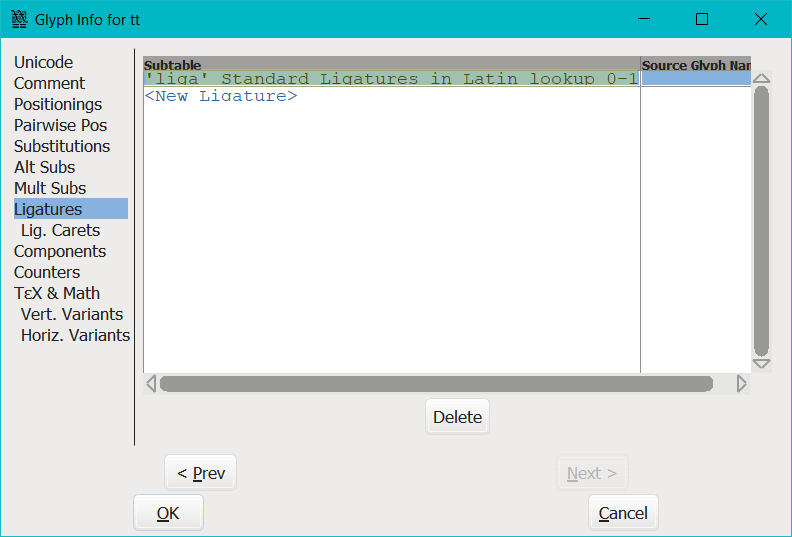 Glyph Info for tt
Unicode
Comment
Positionings
Pairwise Pos
Substitutions
Alt Subs
Mult Subs
Ligatures
Lig. Carets
Components
Counters
TεX & Math
Vert. Variants
Horiz. Variants
Subtable Source Glyph Nam
'liga' Standard Ligatures in Latin lookup 0-1
<New Ligature>
Delete
< Prev Next >
OK Cancel